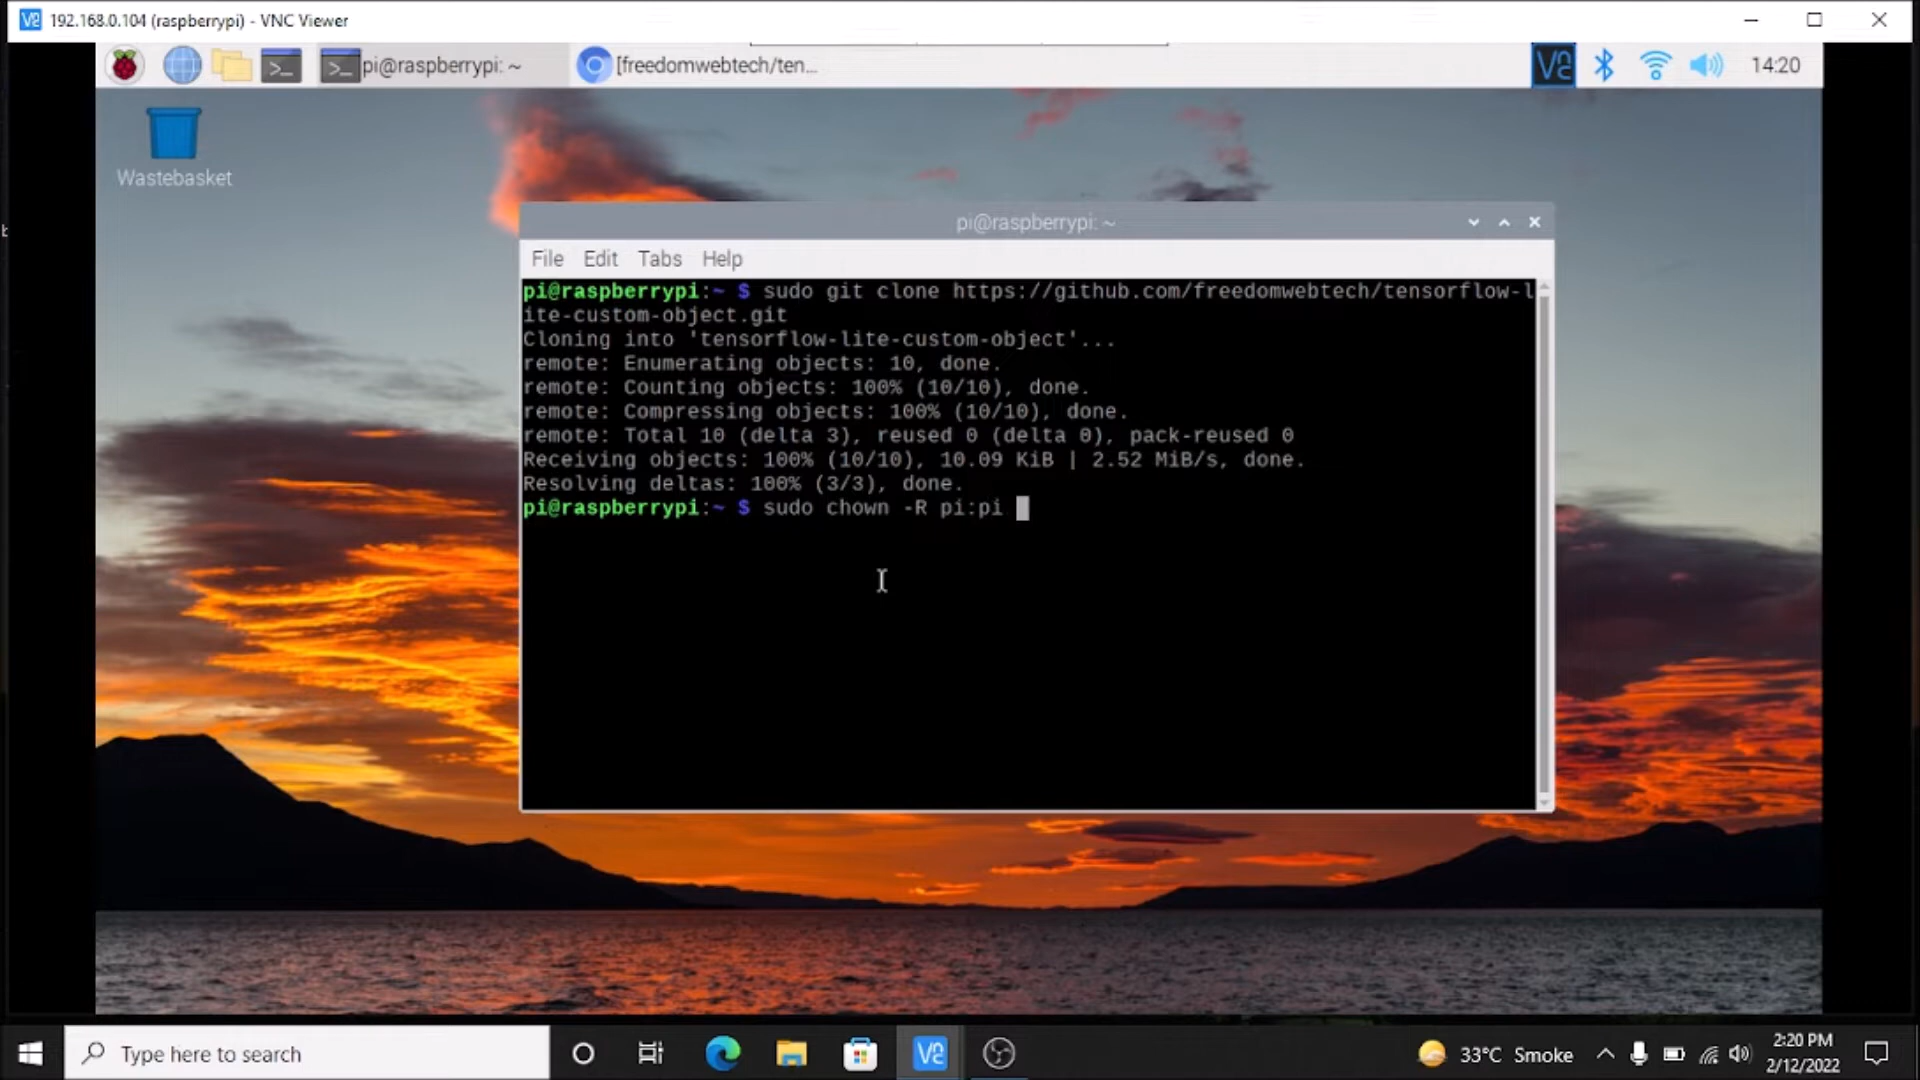 192.168.0.104 (raspberrypi) - VNC Viewer
pi@raspberrypi: ~
[freedomwebtech/ten...
14:20
Wastebasket
pi@raspberrypi: ~
File Edit Tabs Help
pi@raspberrypi:~ $ sudo git clone https://github.com/freedomwebtech/tensorflow-l
ite-custom-object.git
Cloning into 'tensorflow-lite-custom-object'...
remote: Enumerating objects: 10, done.
remote: Counting objects: 100% (10/10), done.
remote: Compressing objects: 100% (10/10), done.
remote: Total 10 (delta 3), reused 0 (delta 0), pack-reused 0
Receiving objects: 100% (10/10), 10.09 KiB | 2.52 MiB/s, done.
Resolving deltas: 100% (3/3), done.
pi@raspberrypi:~ $ sudo chown -R pi:pi
Type here to search
33°C Smoke
2:20 PM
2/12/2022